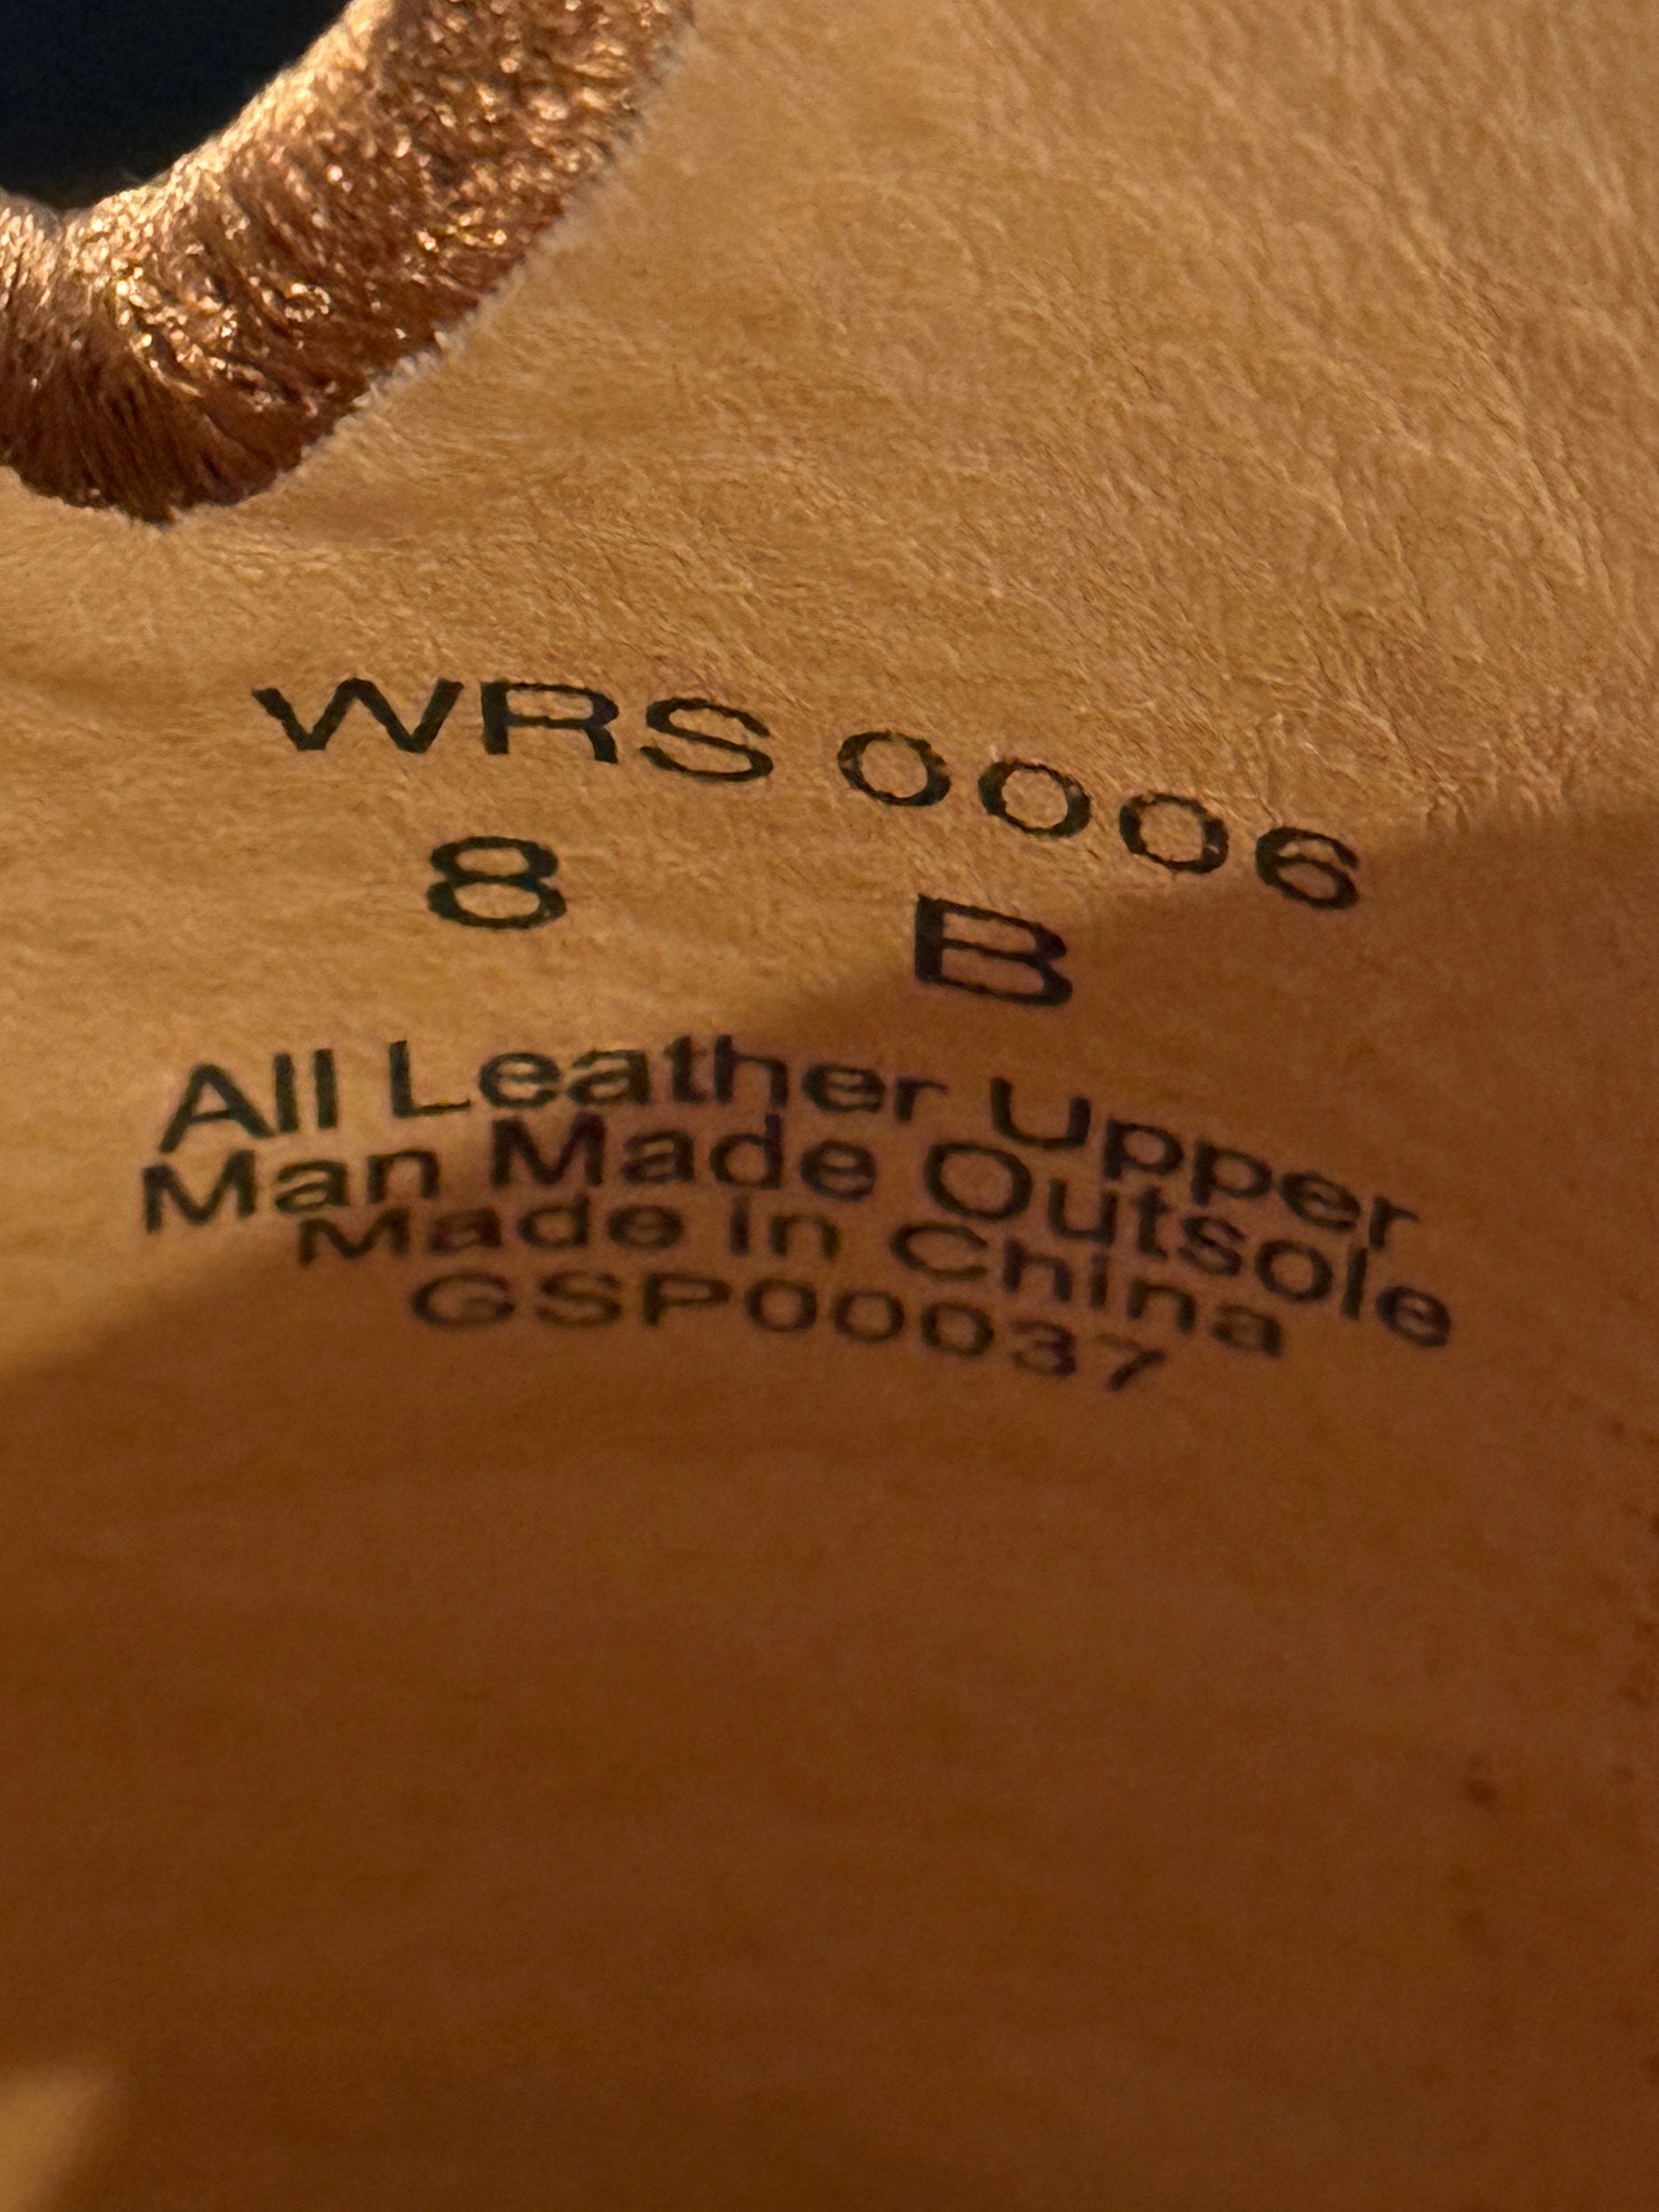 WRS 0006
8 B
All Leather Upper
Man Made Outsole
Made In China
GSP00037